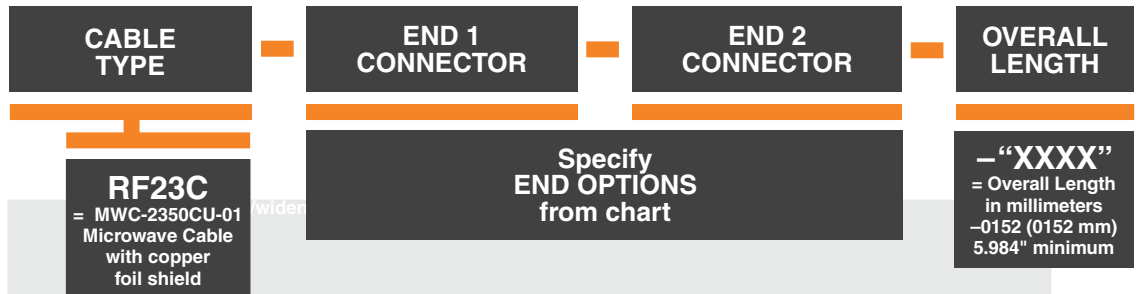 CABLE
TYPE
END 1
CONNECTOR
END 2
CONNECTOR
OVERALL
LENGTH
RF23C
= MWC-2350CU-01
Microwave Cable
with copper
foil shield
/widen
Specify
END OPTIONS
from chart
–“XXXX”
= Overall Length
in millimeters
–0152 (0152 mm)
5.984" minimum